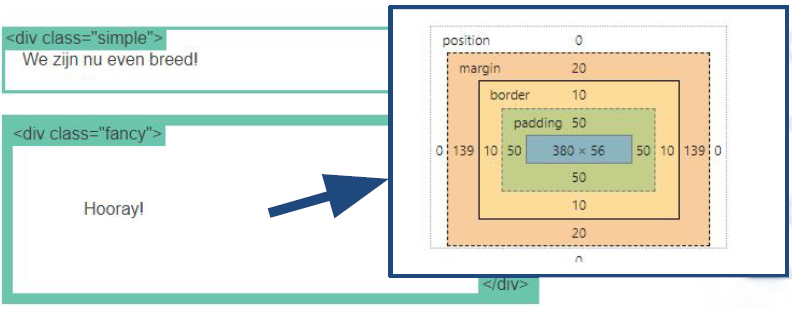 <div class="simple">
We zijn nu even breed!
<div class="fancy">
Hooray!
</div>
position 0
margin 20
border 10
padding 50
0 139 10 50 380 × 56 50 10 139 0
50
10
20
0